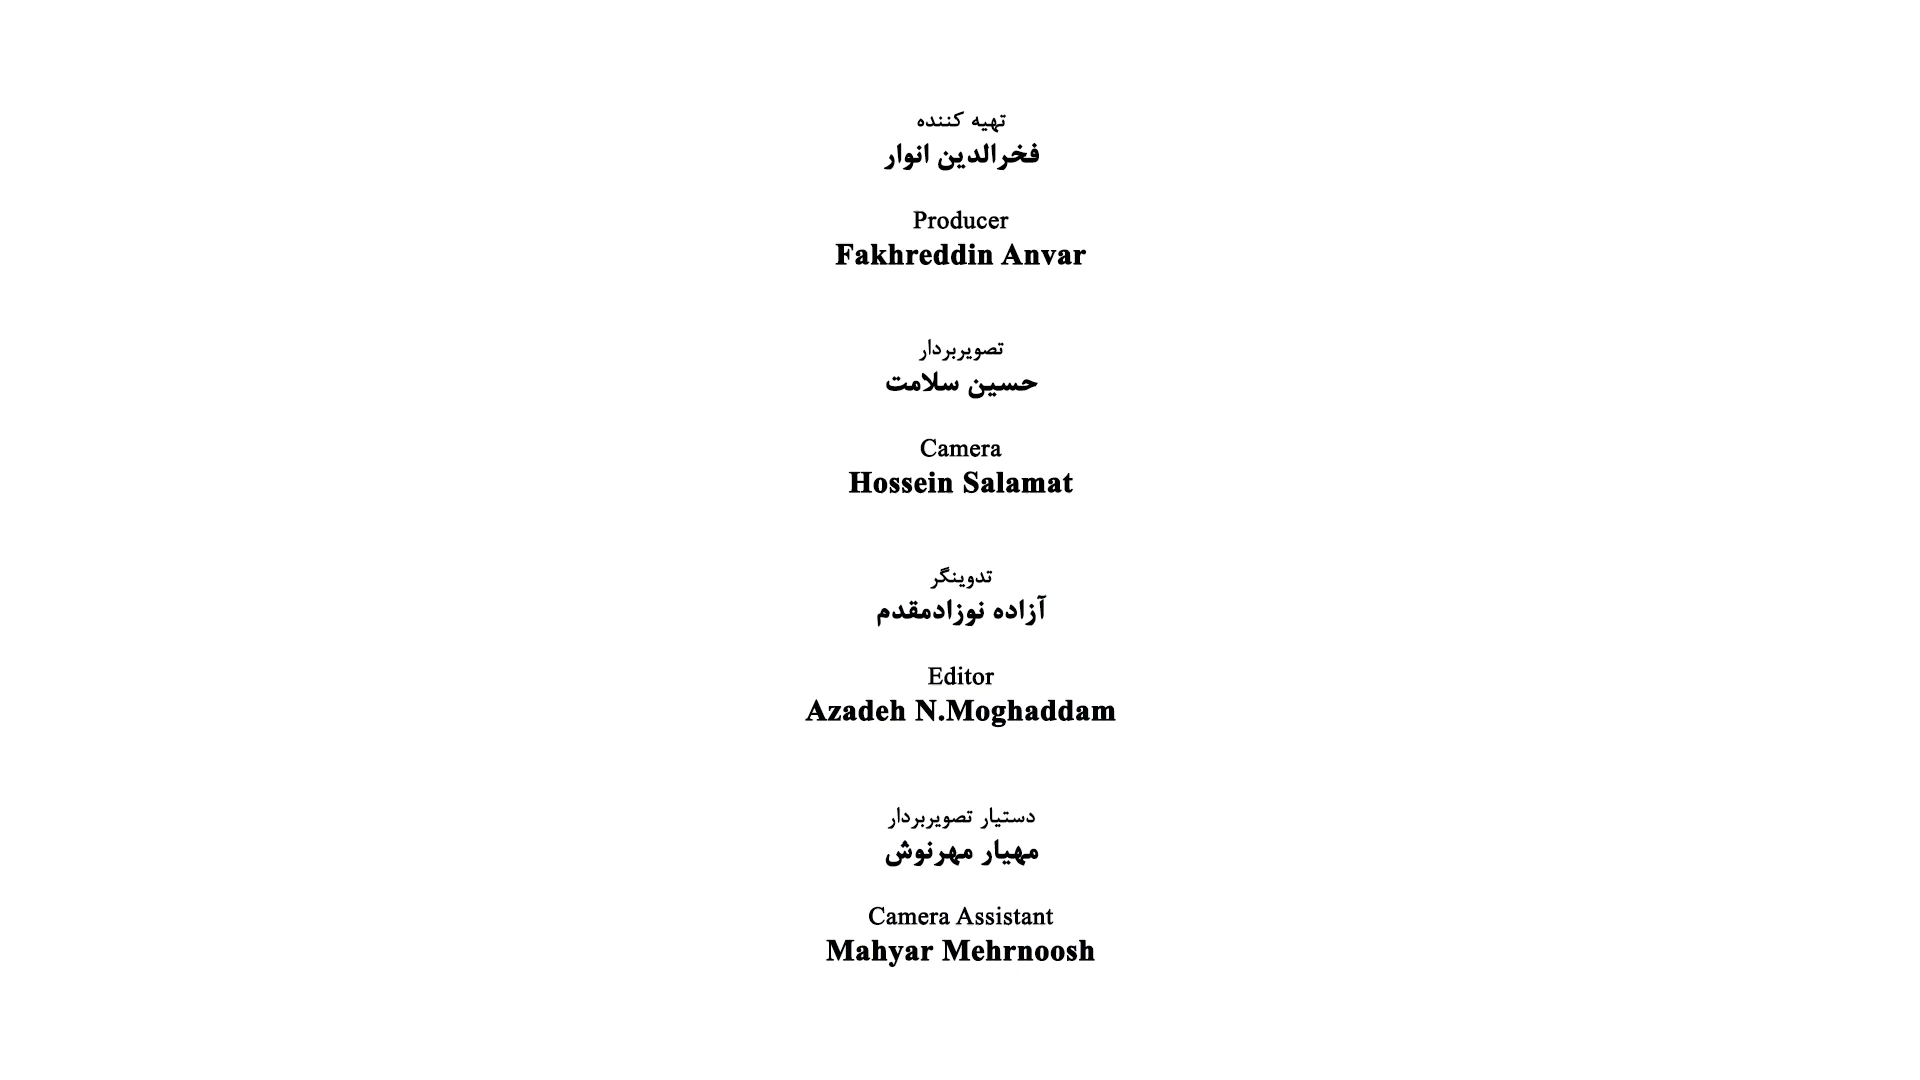 تهیه کننده
فخرالدین انوار
Producer
Fakhreddin Anvar
تصویربردار
حسین سلامت
Camera
Hossein Salamat
تدوینگر
آزاده نوزادمقدم
Editor
Azadeh N.Moghaddam
دستیار تصویربردار
مهیار مهرنوش
Camera Assistant
Mahyar Mehrnoosh